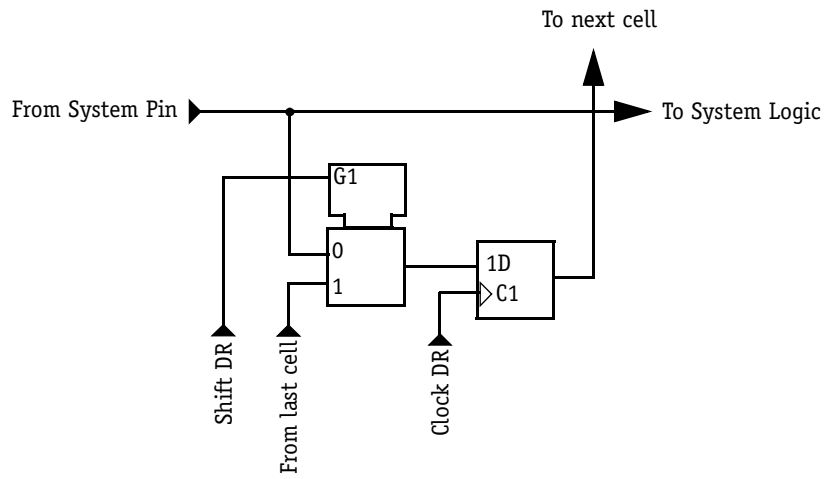 To next cell
From System Pin
To System Logic
G1
0
1
1D
C1
Shift DR
From last cell
Clock DR